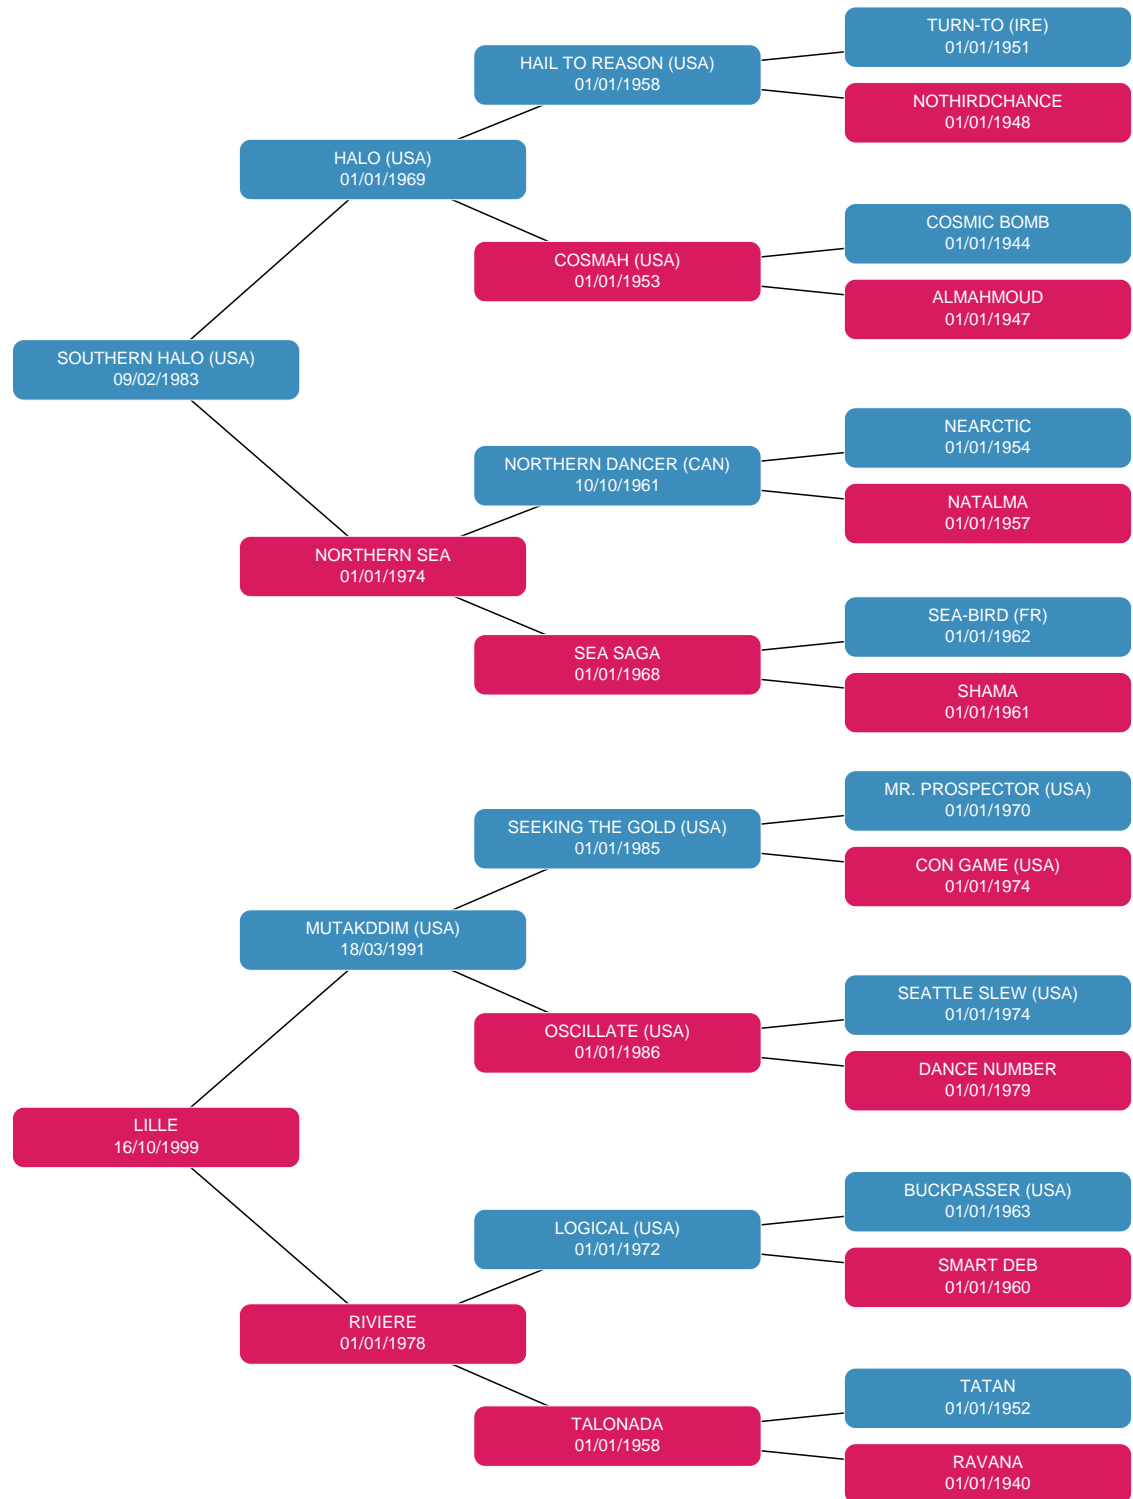 TURN-TO (IRE)
01/01/1951
HAIL TO REASON (USA)
01/01/1958
NOTHIRDCHANCE
01/01/1948
HALO (USA)
01/01/1969
COSMIC BOMB
01/01/1944
COSMAH (USA)
01/01/1953
ALMAHMOUD
01/01/1947
SOUTHERN HALO (USA)
09/02/1983
NEARCTIC
01/01/1954
NORTHERN DANCER (CAN)
10/10/1961
NATALMA
01/01/1957
NORTHERN SEA
01/01/1974
SEA-BIRD (FR)
01/01/1962
SEA SAGA
01/01/1968
SHAMA
01/01/1961
MR. PROSPECTOR (USA)
01/01/1970
SEEKING THE GOLD (USA)
01/01/1985
CON GAME (USA)
01/01/1974
MUTAKDDIM (USA)
18/03/1991
SEATTLE SLEW (USA)
01/01/1974
OSCILLATE (USA)
01/01/1986
DANCE NUMBER
01/01/1979
LILLE
16/10/1999
BUCKPASSER (USA)
01/01/1963
LOGICAL (USA)
01/01/1972
SMART DEB
01/01/1960
RIVIERE
01/01/1978
TATAN
01/01/1952
TALONADA
01/01/1958
RAVANA
01/01/1940